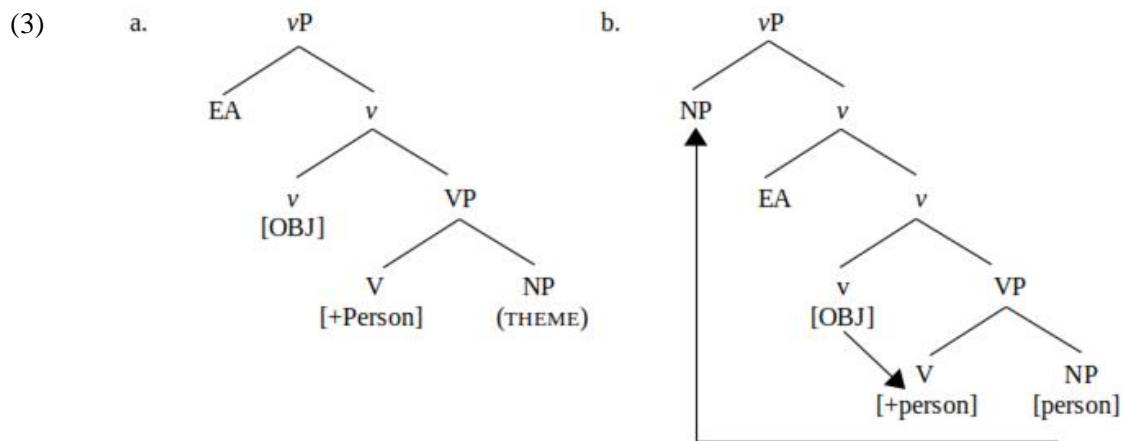 (3) a. vP b. vP
EA v NP v
v VP EA v
[OBJ]
V NP v VP
[+Person] (THEME) [OBJ]
V NP
[+person] [person]